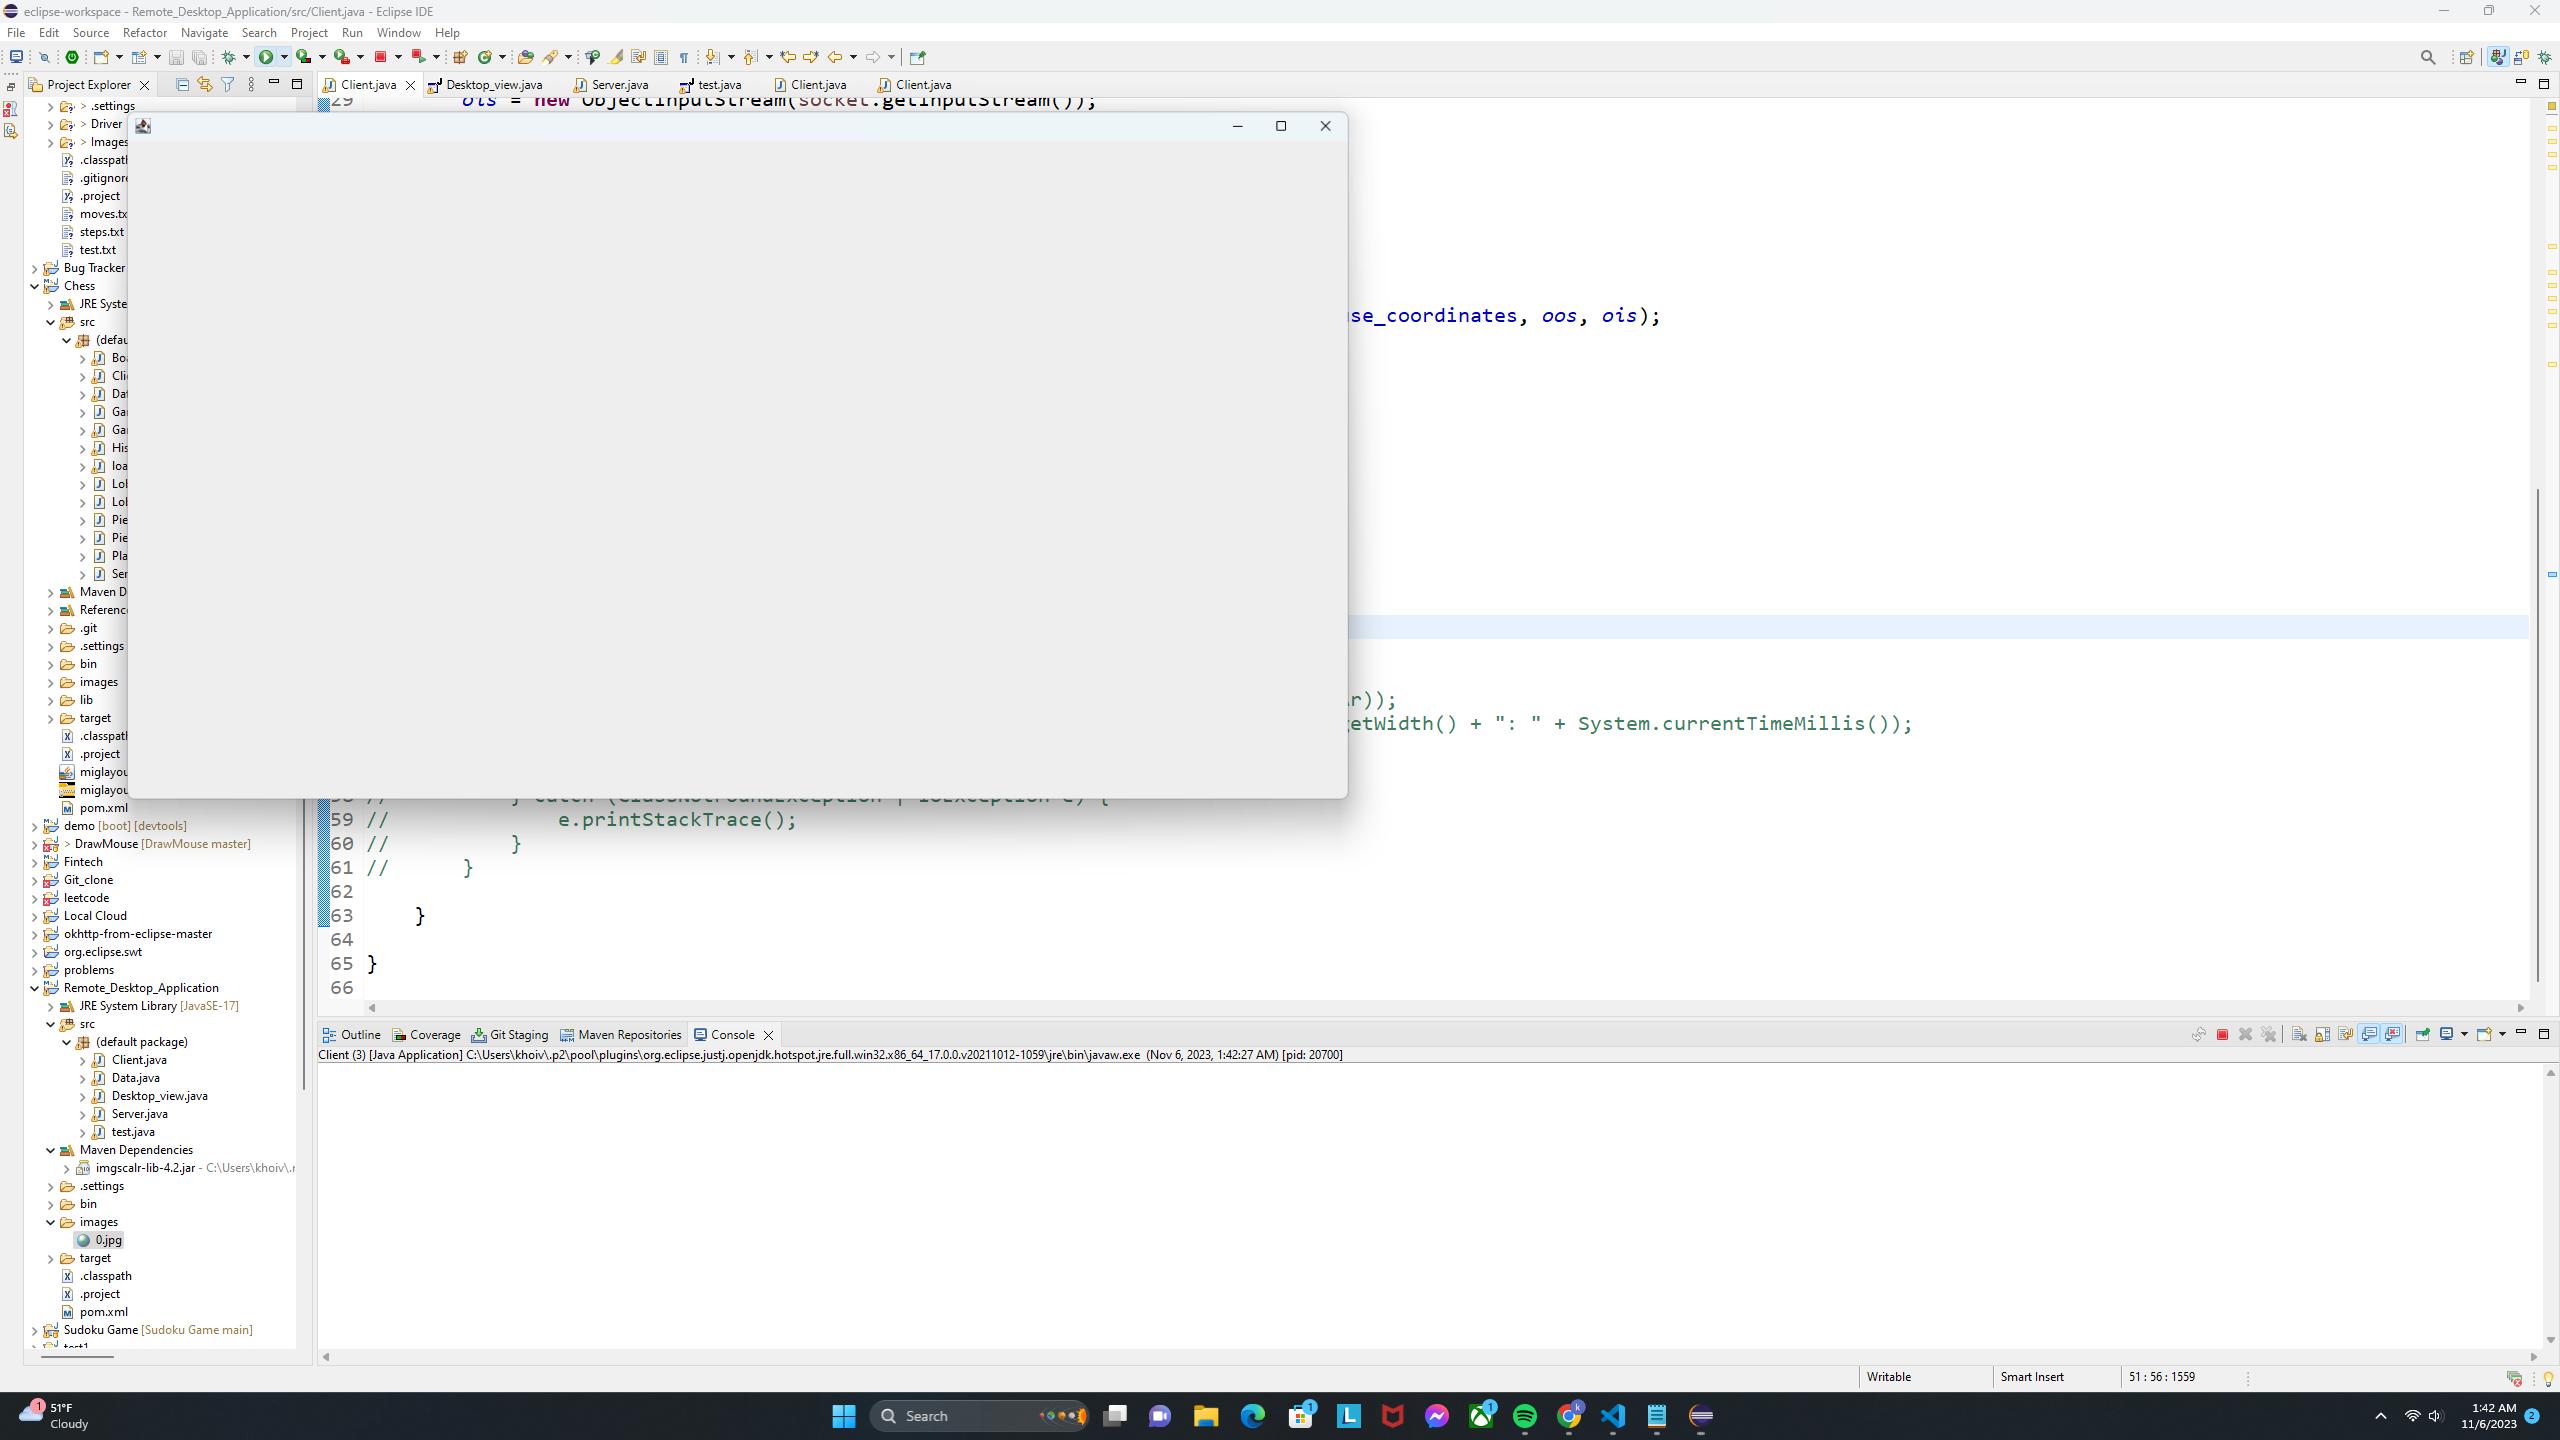 eclipse-workspace - Remote_Desktop_Application/src/Client.java - Eclipse IDE
File Edit Source Refactor Navigate Search Project Run Window Help
Project Explorer
Client.java Desktop_view.java Server.java test.java Client.java Client.java
29 ois = new ObjectInputStream(socket.getInputStream());
> .settings
> Driver
> Images
.classpath
.gitignore
.project
moves.tx
steps.txt
test.txt
Bug Tracker
Chess
JRE Syste
src
(defau
Boa
Clie
Dat
Ga
Ga
His
loa
Lob
Lob
Pie
Pie
Pla
Ser
Maven D
Reference
.git
.settings
bin
images
lib
target
.classpath
.project
miglayou
miglayou
pom.xml
demo [boot] [devtools]
> DrawMouse [DrawMouse master]
Fintech
Git_clone
leetcode
Local Cloud
okhttp-from-eclipse-master
org.eclipse.swt
problems
Remote_Desktop_Application
JRE System Library [JavaSE-17]
src
(default package)
Client.java
Data.java
Desktop_view.java
Server.java
test.java
Maven Dependencies
imgscalr-lib-4.2.jar - C:\Users\khoiv\.r
.settings
bin
images
0.jpg
target
.classpath
.project
pom.xml
Sudoku Game [Sudoku Game main]
test1
se_coordinates, oos, ois);
r));
etWidth() + ": " + System.currentTimeMillis());
58 // } catch (ClassNotFoundException | IOException e) {
59 // e.printStackTrace();
60 // }
61 // }
62
63 }
64
65 }
66
Outline Coverage Git Staging Maven Repositories Console
Client (3) [Java Application] C:\Users\khoiv\.p2\pool\plugins\org.eclipse.justj.openjdk.hotspot.jre.full.win32.x86_64_17.0.0.v20211012-1059\jre\bin\javaw.exe (Nov 6, 2023, 1:42:27 AM) [pid: 20700]
Writable Smart Insert 51 : 56 : 1559
1
51°F
Cloudy
Search
1
L
1
k
1:42 AM
11/6/2023
2